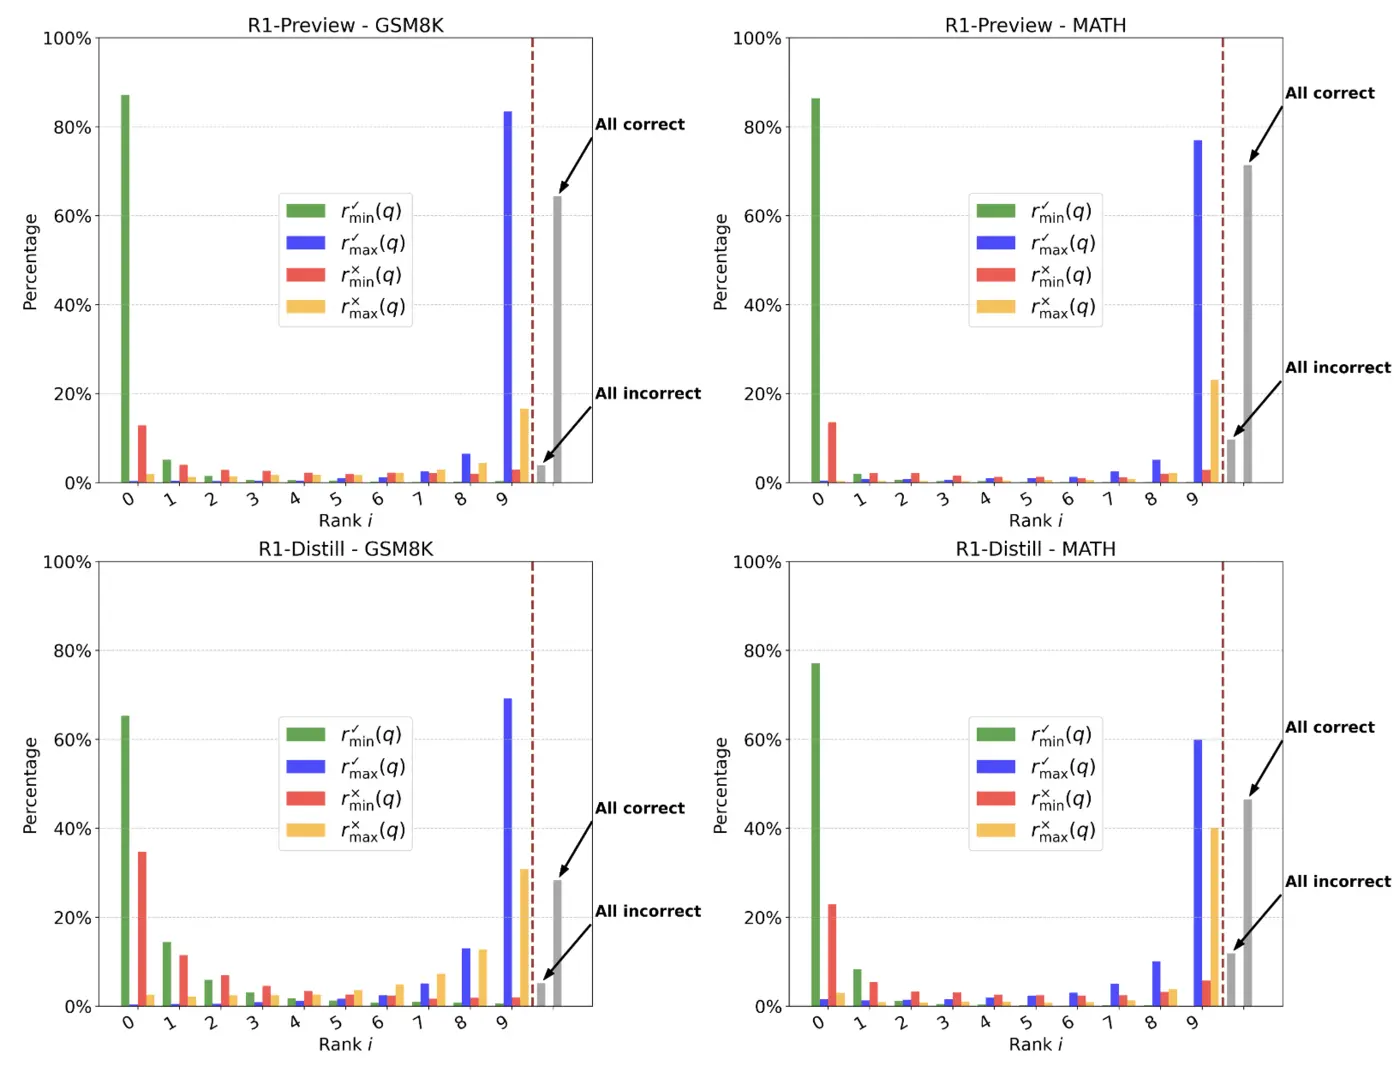 R1-Preview - GSM8K
100%
80%
60%
40%
20%
0%
Percentage
r✓min(q)
r✓max(q)
r×min(q)
r×max(q)
All correct
All incorrect
0 1 2 3 4 5 6 7 8 9
Rank i
R1-Preview - MATH
100%
80%
60%
40%
20%
0%
Percentage
r✓min(q)
r✓max(q)
r×min(q)
r×max(q)
All correct
All incorrect
0 1 2 3 4 5 6 7 8 9
Rank i
R1-Distill - GSM8K
100%
80%
60%
40%
20%
0%
Percentage
r✓min(q)
r✓max(q)
r×min(q)
r×max(q)
All correct
All incorrect
0 1 2 3 4 5 6 7 8 9
Rank i
R1-Distill - MATH
100%
80%
60%
40%
20%
0%
Percentage
r✓min(q)
r✓max(q)
r×min(q)
r×max(q)
All correct
All incorrect
0 1 2 3 4 5 6 7 8 9
Rank i